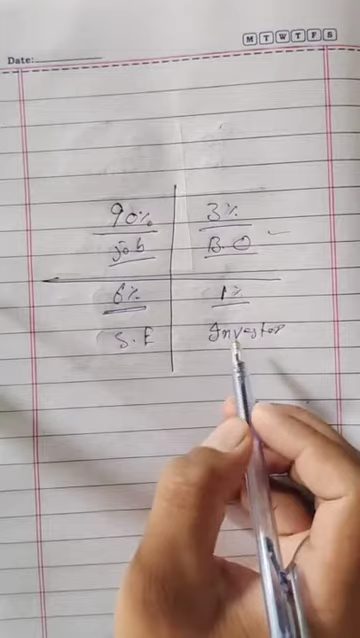 M T W T F S
Date:
90% 3%
job B.O
6% 1%
S.E Investor